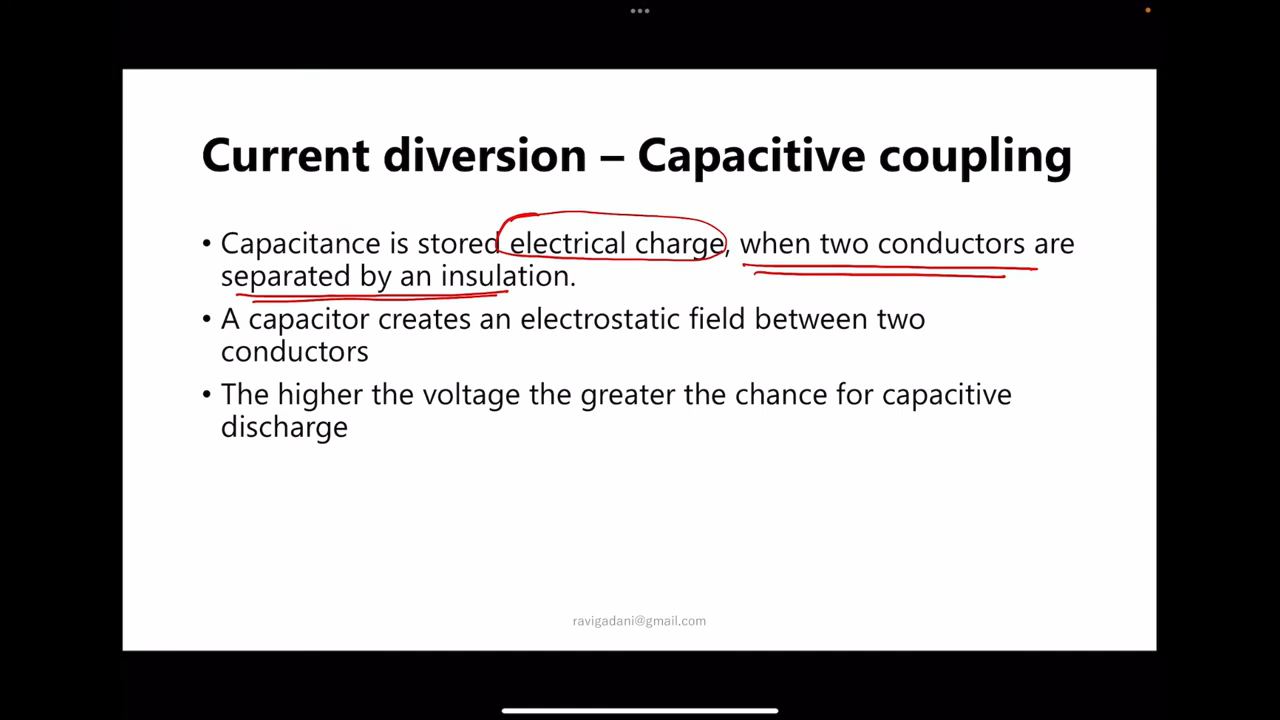 Current diversion – Capacitive coupling
• Capacitance is stored electrical charge, when two conductors are
separated by an insulation.
• A capacitor creates an electrostatic field between two
conductors
• The higher the voltage the greater the chance for capacitive
discharge
ravigadani@gmail.com